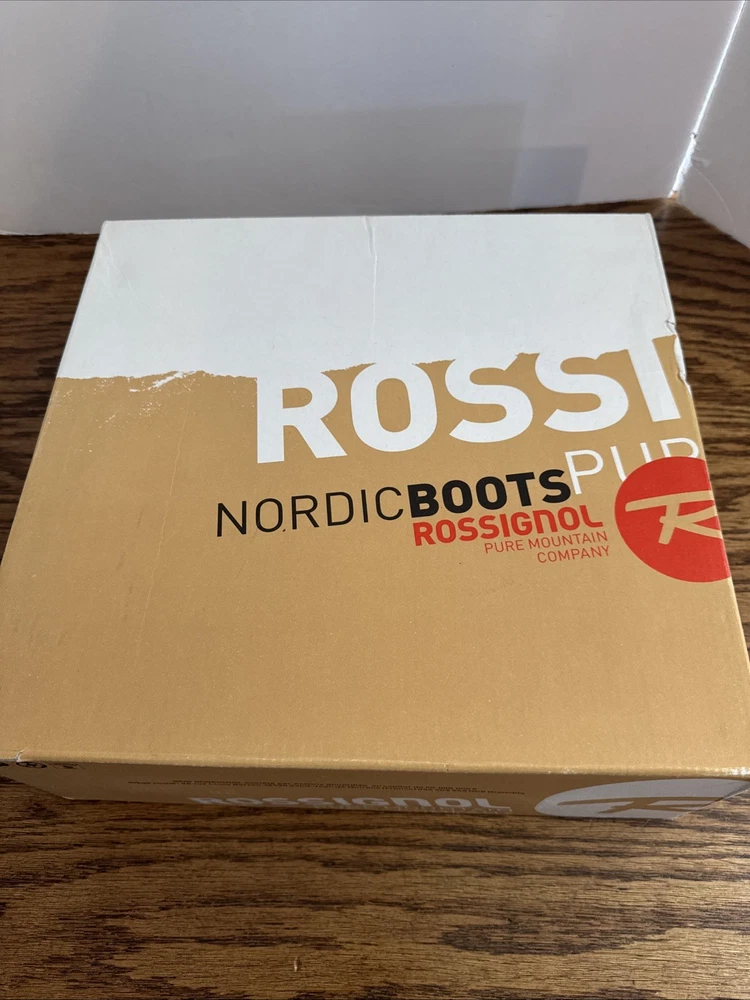 ROSSI
PUR
NORDICBOOTS
ROSSIGNOL
PURE MOUNTAIN
COMPANY
R
ROSSIGNOL